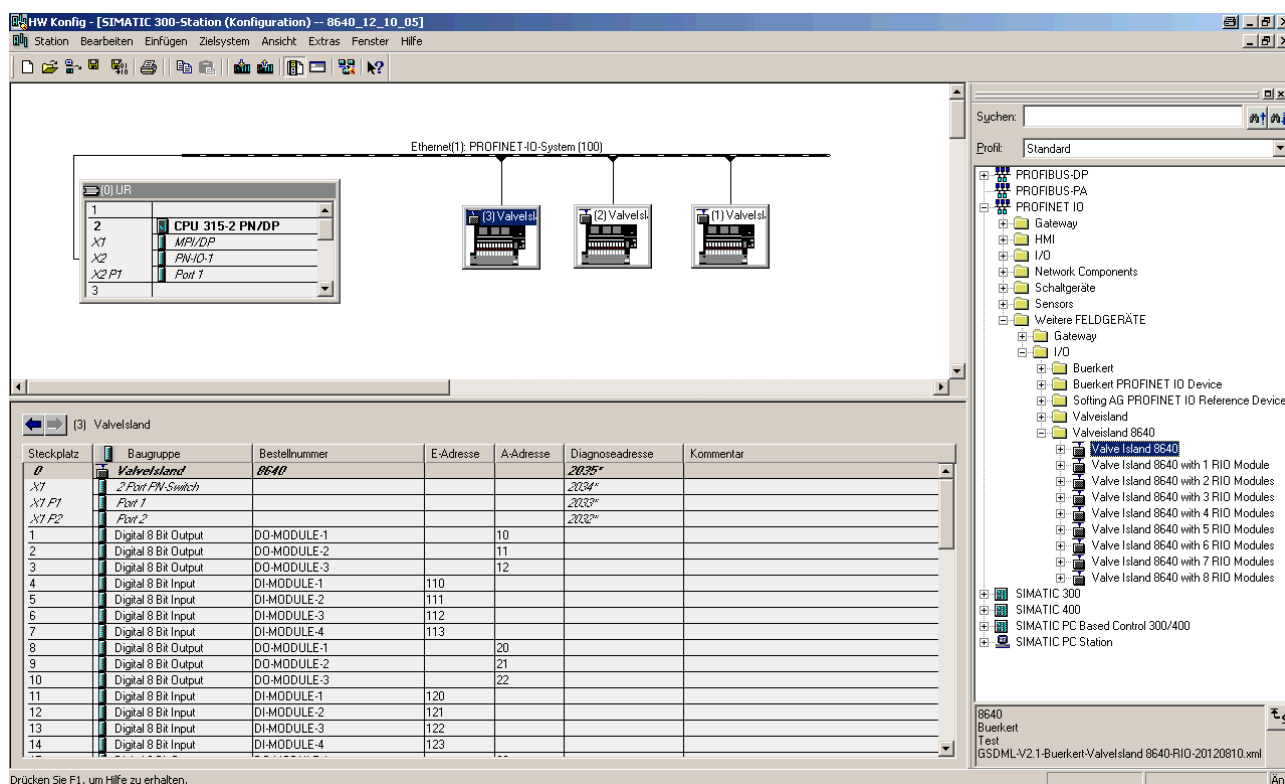 HW Konfig - [SIMATIC 300-Station (Konfiguration) -- 8640_12_10_05]
Station Bearbeiten Einfügen Zielsystem Ansicht Extras Fenster Hilfe
Ethernet(1): PROFINET-IO-System (100)
(0) UR
1
2 CPU 315-2 PN/DP
X1 MPI/DP
X2 PN-IO-1
X2 P1 Port 1
3
(3) ValveIsl
(2) ValveIsl
(1) ValveIsl
(3) ValveIsland
Steckplatz Baugruppe Bestellnummer E-Adresse A-Adresse Diagnoseadresse Kommentar
0 ValveIsland 8640 2035*
X1 2 Port PN-Switch 2034*
X1 P1 Port 1 2033*
X1 P2 Port 2 2032*
1 Digital 8 Bit Output DO-MODULE-1 10
2 Digital 8 Bit Output DO-MODULE-2 11
3 Digital 8 Bit Output DO-MODULE-3 12
4 Digital 8 Bit Input DI-MODULE-1 110
5 Digital 8 Bit Input DI-MODULE-2 111
6 Digital 8 Bit Input DI-MODULE-3 112
7 Digital 8 Bit Input DI-MODULE-4 113
8 Digital 8 Bit Output DO-MODULE-1 20
9 Digital 8 Bit Output DO-MODULE-2 21
10 Digital 8 Bit Output DO-MODULE-3 22
11 Digital 8 Bit Input DI-MODULE-1 120
12 Digital 8 Bit Input DI-MODULE-2 121
13 Digital 8 Bit Input DI-MODULE-3 122
14 Digital 8 Bit Input DI-MODULE-4 123
Suchen:
Profil: Standard
PROFIBUS-DP
PROFIBUS-PA
PROFINET IO
Gateway
HMI
I/O
Network Components
Schaltgeräte
Sensors
Weitere FELDGERÄTE
Gateway
I/O
Buerkert
Buerkert PROFINET IO Device
Softing AG PROFINET IO Reference Device
Valveisland
Valveisland 8640
Valve Island 8640
Valve Island 8640 with 1 RIO Module
Valve Island 8640 with 2 RIO Modules
Valve Island 8640 with 3 RIO Modules
Valve Island 8640 with 4 RIO Modules
Valve Island 8640 with 5 RIO Modules
Valve Island 8640 with 6 RIO Modules
Valve Island 8640 with 7 RIO Modules
Valve Island 8640 with 8 RIO Modules
SIMATIC 300
SIMATIC 400
SIMATIC PC Based Control 300/400
SIMATIC PC Station
8640
Buerkert
Test
GSDML-V2.1-Buerkert-ValveIsland 8640-RIO-20120810.xml
Drücken Sie F1, um Hilfe zu erhalten.
Än